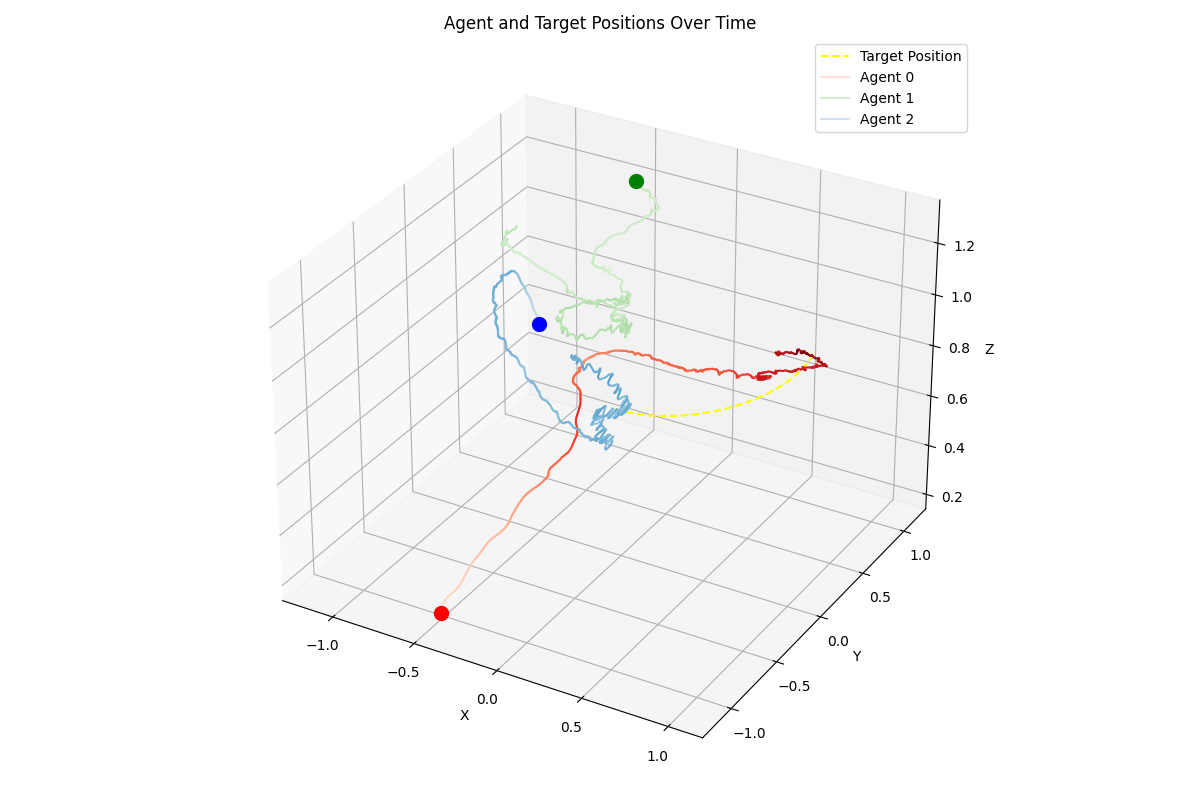 Agent and Target Positions Over Time
Target Position
Agent 0
Agent 1
Agent 2
1.2
1.0
0.8
Z
0.6
0.4
0.2
1.0
0.5
0.0
Y
−0.5
−1.0
−1.0
−0.5
0.0
X
0.5
1.0